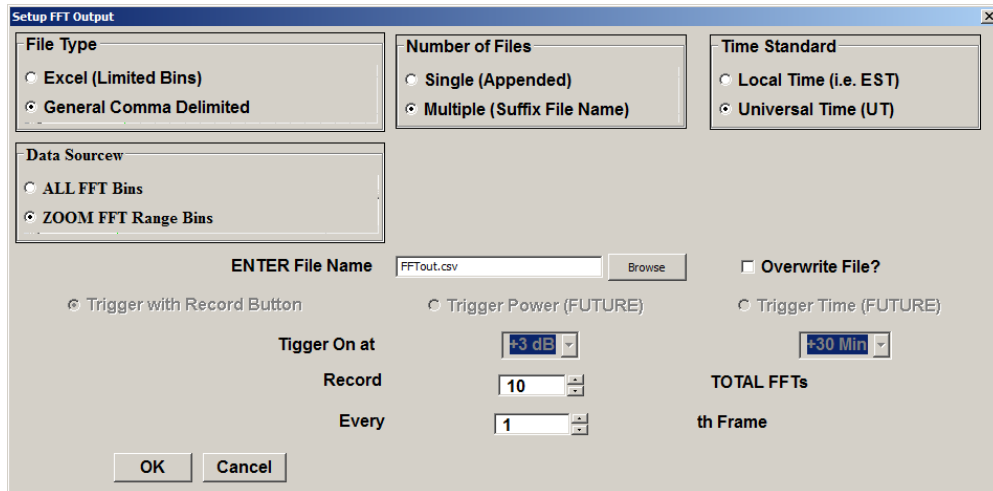 Setup FFT Output
File Type
Excel (Limited Bins)
General Comma Delimited
Number of Files
Single (Appended)
Multiple (Suffix File Name)
Time Standard
Local Time (i.e. EST)
Universal Time (UT)
Data Sourcew
ALL FFT Bins
ZOOM FFT Range Bins
ENTER File Name FFTout.csv Browse Overwrite File?
Trigger with Record Button Trigger Power (FUTURE) Trigger Time (FUTURE)
Tigger On at +3 dB +30 Min
Record 10 TOTAL FFTs
Every 1 th Frame
OK Cancel